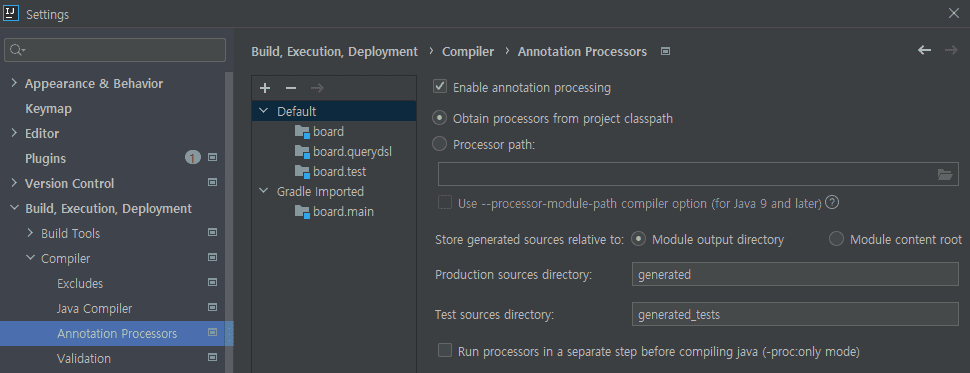 IJ
Settings
Build, Execution, Deployment › Compiler › Annotation Processors
Appearance & Behavior
Keymap
Editor
Plugins 1
Version Control
Build, Execution, Deployment
Build Tools
Compiler
Excludes
Java Compiler
Annotation Processors
Validation
Default
board
board.querydsl
board.test
Gradle Imported
board.main
Enable annotation processing
Obtain processors from project classpath
Processor path:
Use --processor-module-path compiler option (for Java 9 and later) ?
Store generated sources relative to: Module output directory Module content root
Production sources directory: generated
Test sources directory: generated_tests
Run processors in a separate step before compiling java (-proc:only mode)